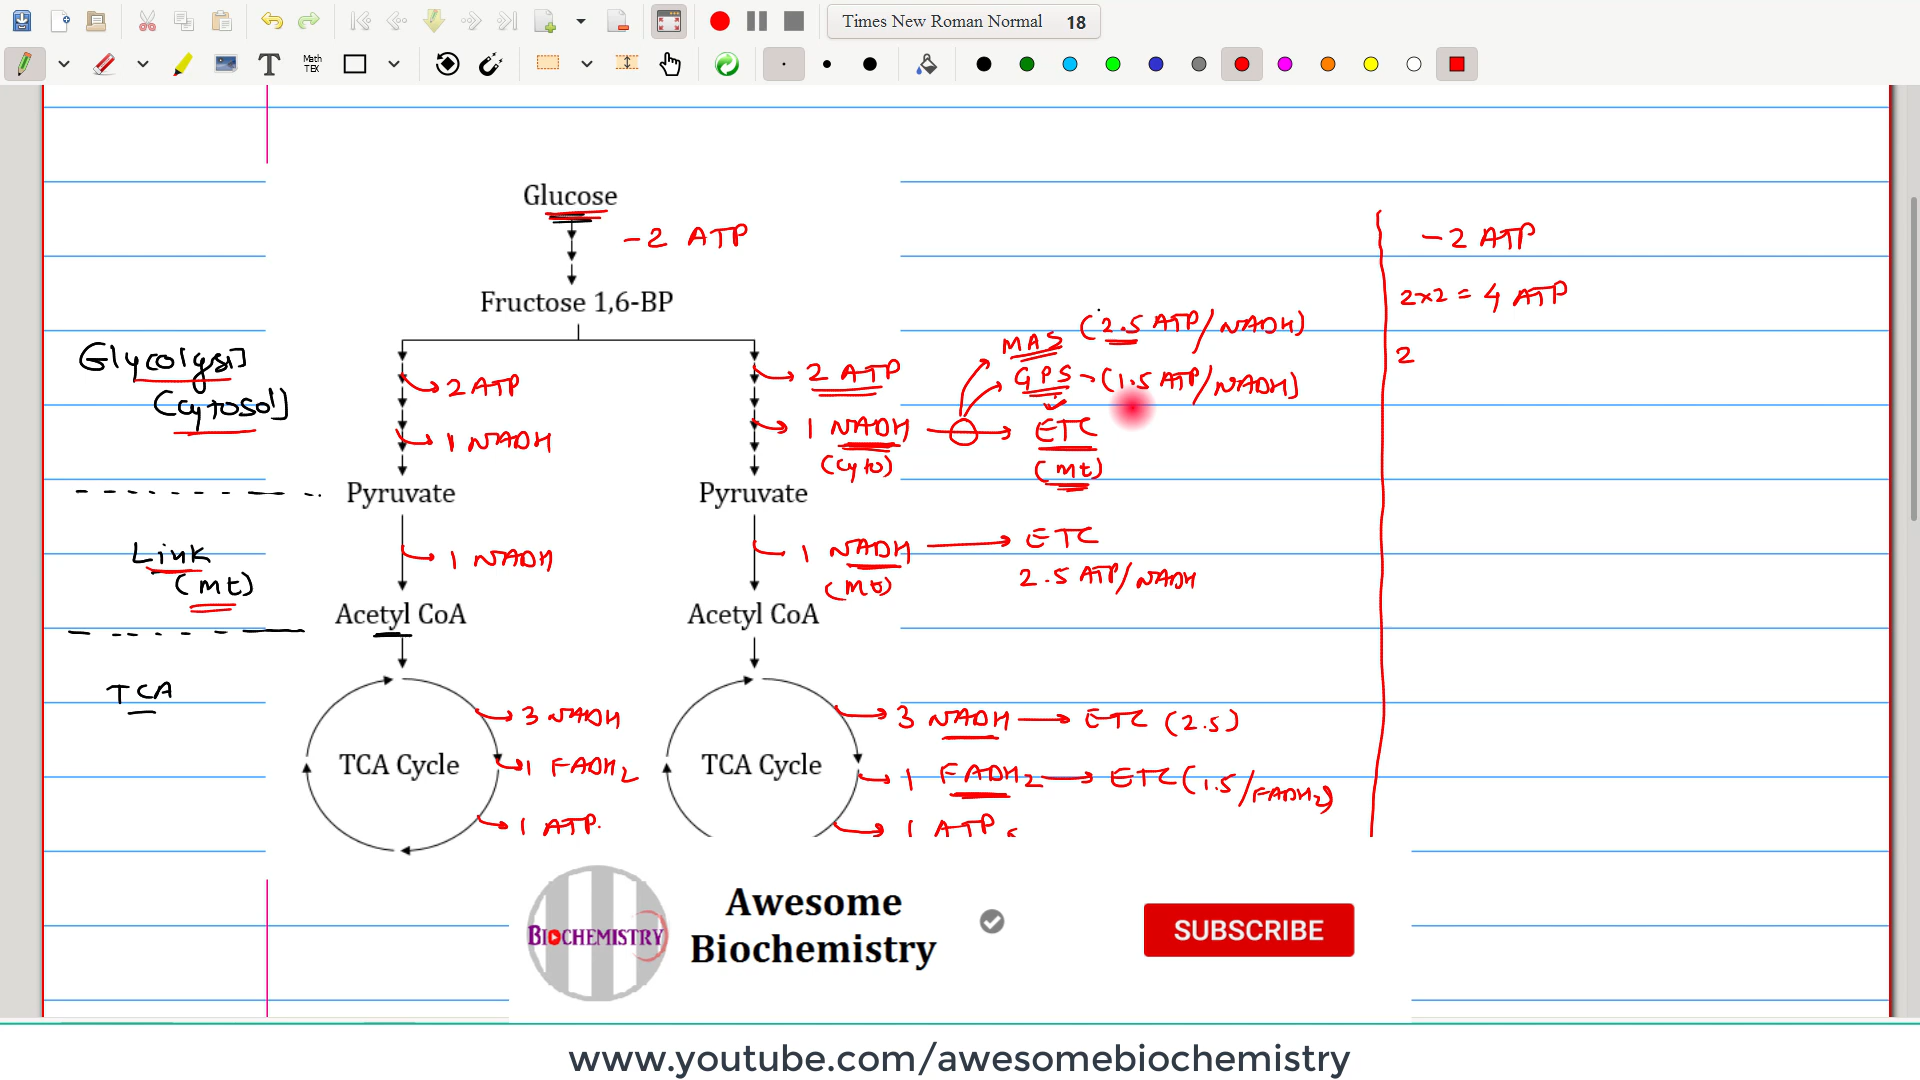 Times New Roman Normal 18
Math TEX
Glucose
-2 ATP
Fructose 1,6-BP
Glycolysis
(Cytosol)
2 ATP
1 NADH
2 ATP
1 NADH
(cyto)
MAS (2.5 ATP/NADH)
GPS (1.5 ATP/NADH)
ETC
(mt)
Pyruvate
Pyruvate
Link
(mt)
1 NADH
1 NADH
(mt)
ETC
2.5 ATP/NADH
Acetyl CoA
Acetyl CoA
TCA
TCA Cycle
3 NADH
1 FADH2
1 ATP.
TCA Cycle
3 NADH
ETC (2.5)
1 FADH2
ETC (1.5/FADH2)
1 ATP
-2 ATP
2x2 = 4 ATP
2
BIOCHEMISTRY
Awesome
Biochemistry
SUBSCRIBE
www.youtube.com/awesomebiochemistry